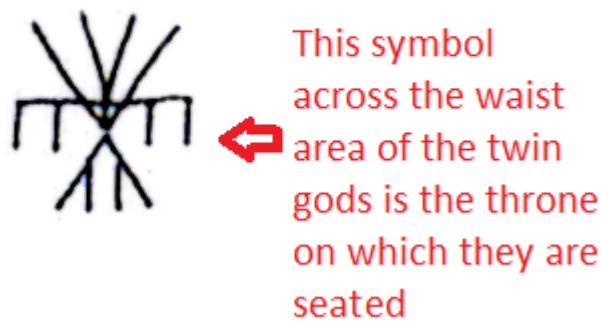 This symbol
across the waist
area of the twin
gods is the throne
on which they are
seated